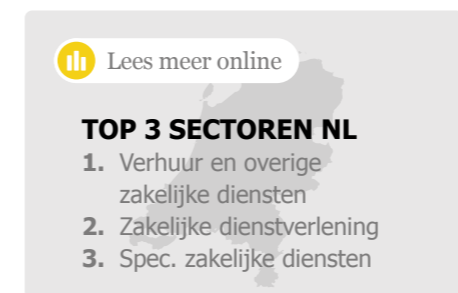 Lees meer online
TOP 3 SECTOREN NL
1. Verhuur en overige
zakelijke diensten
2. Zakelijke dienstverlening
3. Spec. zakelijke diensten